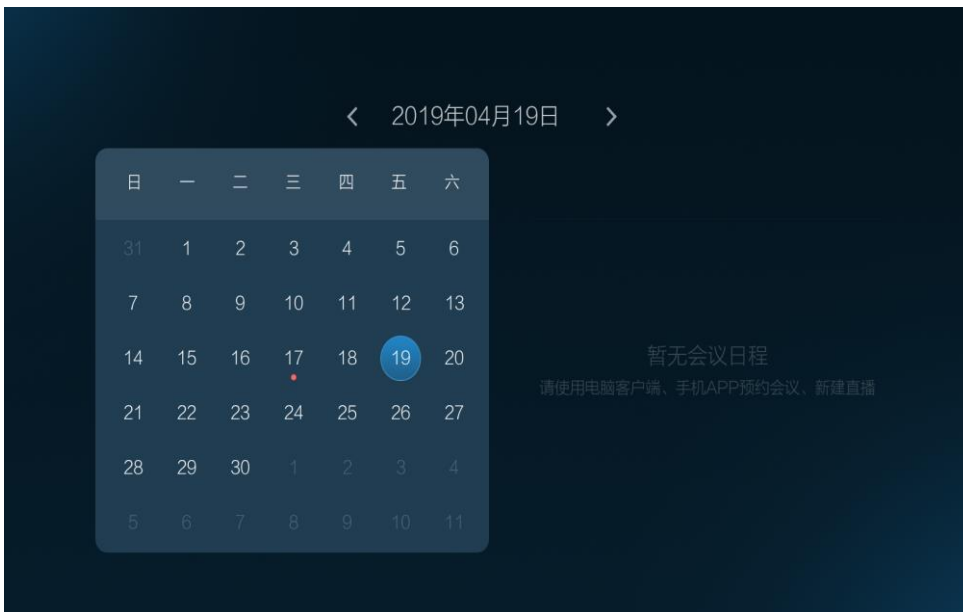 2019年04月19日
日 一 二 三 四 五 六
31 1 2 3 4 5 6
7 8 9 10 11 12 13
14 15 16 17 18 19 20
21 22 23 24 25 26 27
28 29 30 1 2 3 4
5 6 7 8 9 10 11
暂无会议日程
请使用电脑客户端、手机APP预约会议、新建直播